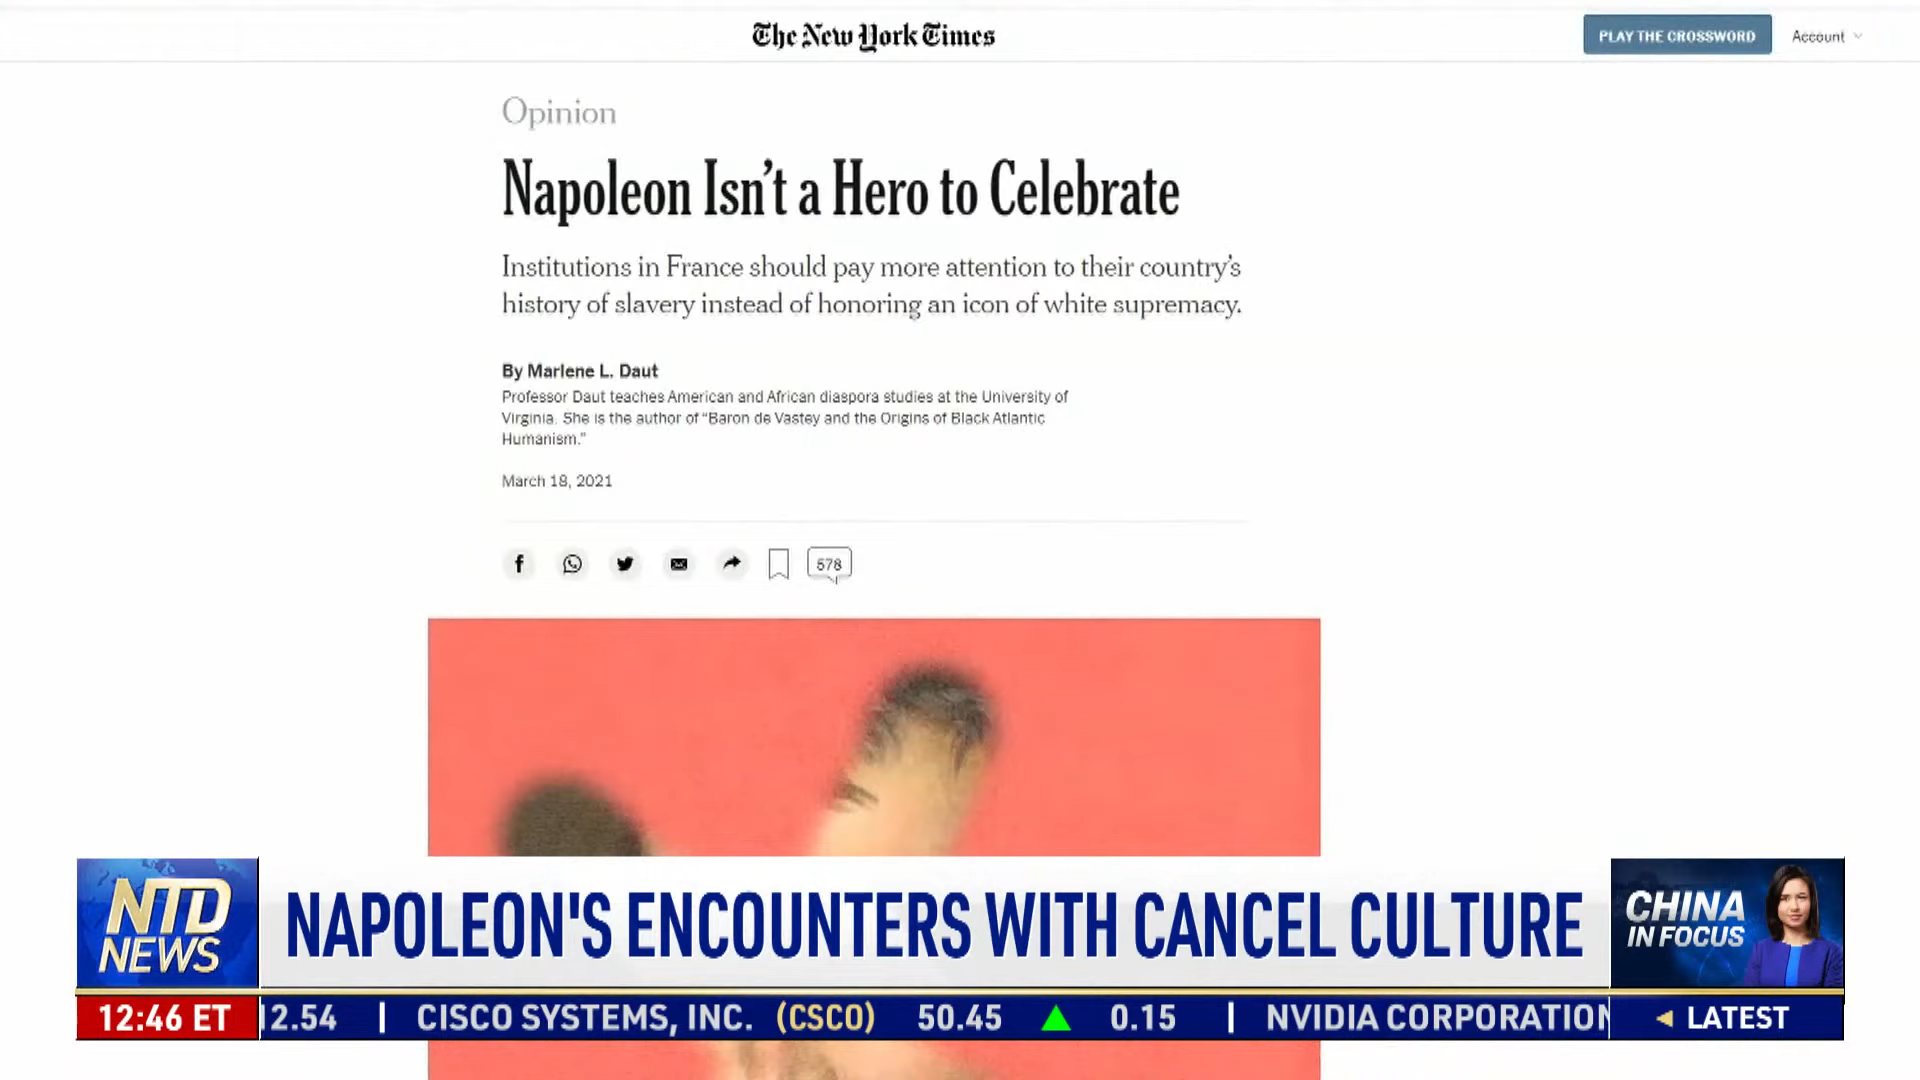 The New York Times
PLAY THE CROSSWORD
Account
Opinion
Napoleon Isn't a Hero to Celebrate
Institutions in France should pay more attention to their country's
history of slavery instead of honoring an icon of white supremacy.
By Marlene L. Daut
Professor Daut teaches American and African diaspora studies at the University of
Virginia. She is the author of “Baron de Vastey and the Origins of Black Atlantic
Humanism.”
March 18, 2021
578
NTD
NEWS
NAPOLEON'S ENCOUNTERS WITH CANCEL CULTURE
CHINA
IN FOCUS
12:46 ET
12.54 | CISCO SYSTEMS, INC. (CSCO) 50.45 ▲ 0.15 | NVIDIA CORPORATION
◄ LATEST